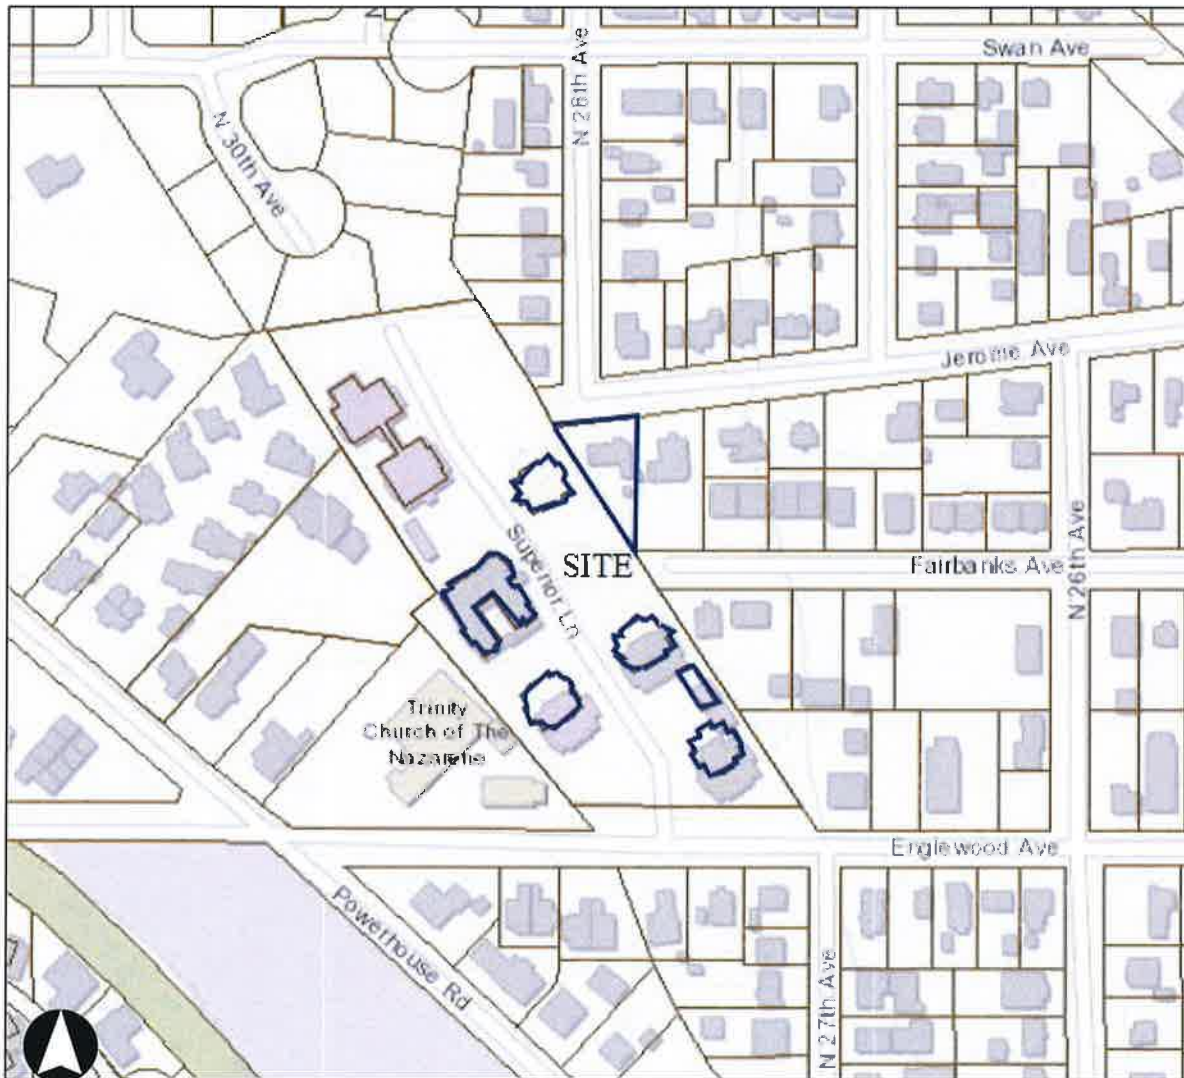 Swan Ave
N 28th Ave
N 30th Ave
Jerome Ave
Superior Ln
SITE
Fairbanks Ave
N 26th Ave
Trinity
Church of The
Nazarene
Englewood Ave
Powerhouse Rd
N 27th Ave